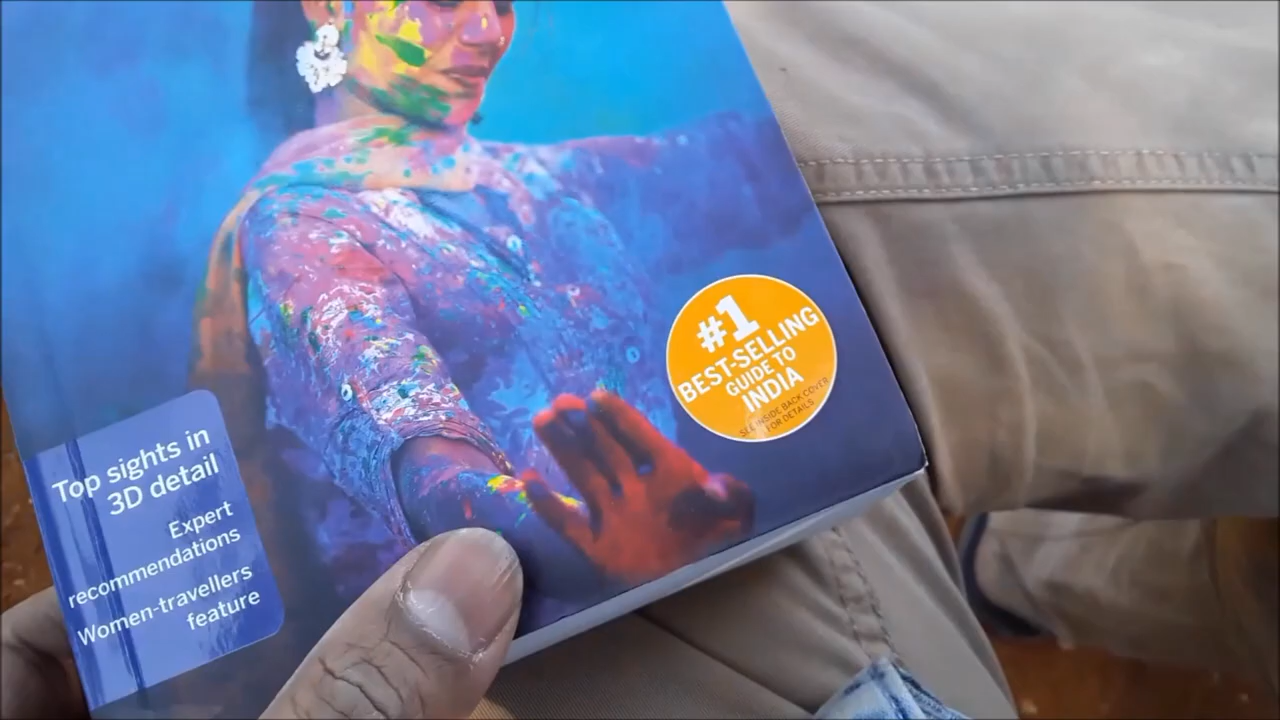 #1
BEST-SELLING
GUIDE TO
INDIA
SEE INSIDE BACK COVER
FOR DETAILS
Top sights in
3D detail
Expert
recommendations
Women-travellers
feature